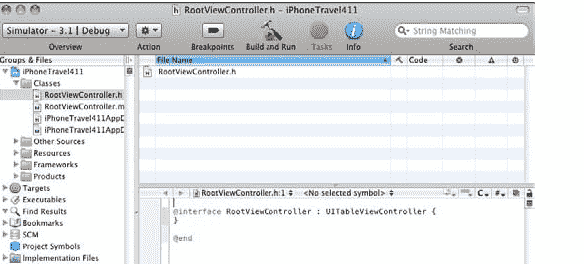 RootViewController.h - iPhoneTravel411
Simulator - 3.1 | Debug
Overview Action Breakpoints Build and Run Tasks Info Search
String Matching
Groups & Files
iPhoneTravel411
Classes
RootViewController.h
RootViewController.m
iPhoneTravel411AppD
iPhoneTravel411AppD
Other Sources
Resources
Frameworks
Products
Targets
Executables
Find Results
Bookmarks
SCM
Project Symbols
Implementation Files
File Name Code
RootViewController.h
RootViewController.h:1 <No selected symbol> C #
@interface RootViewController : UITableViewController {
}
@end